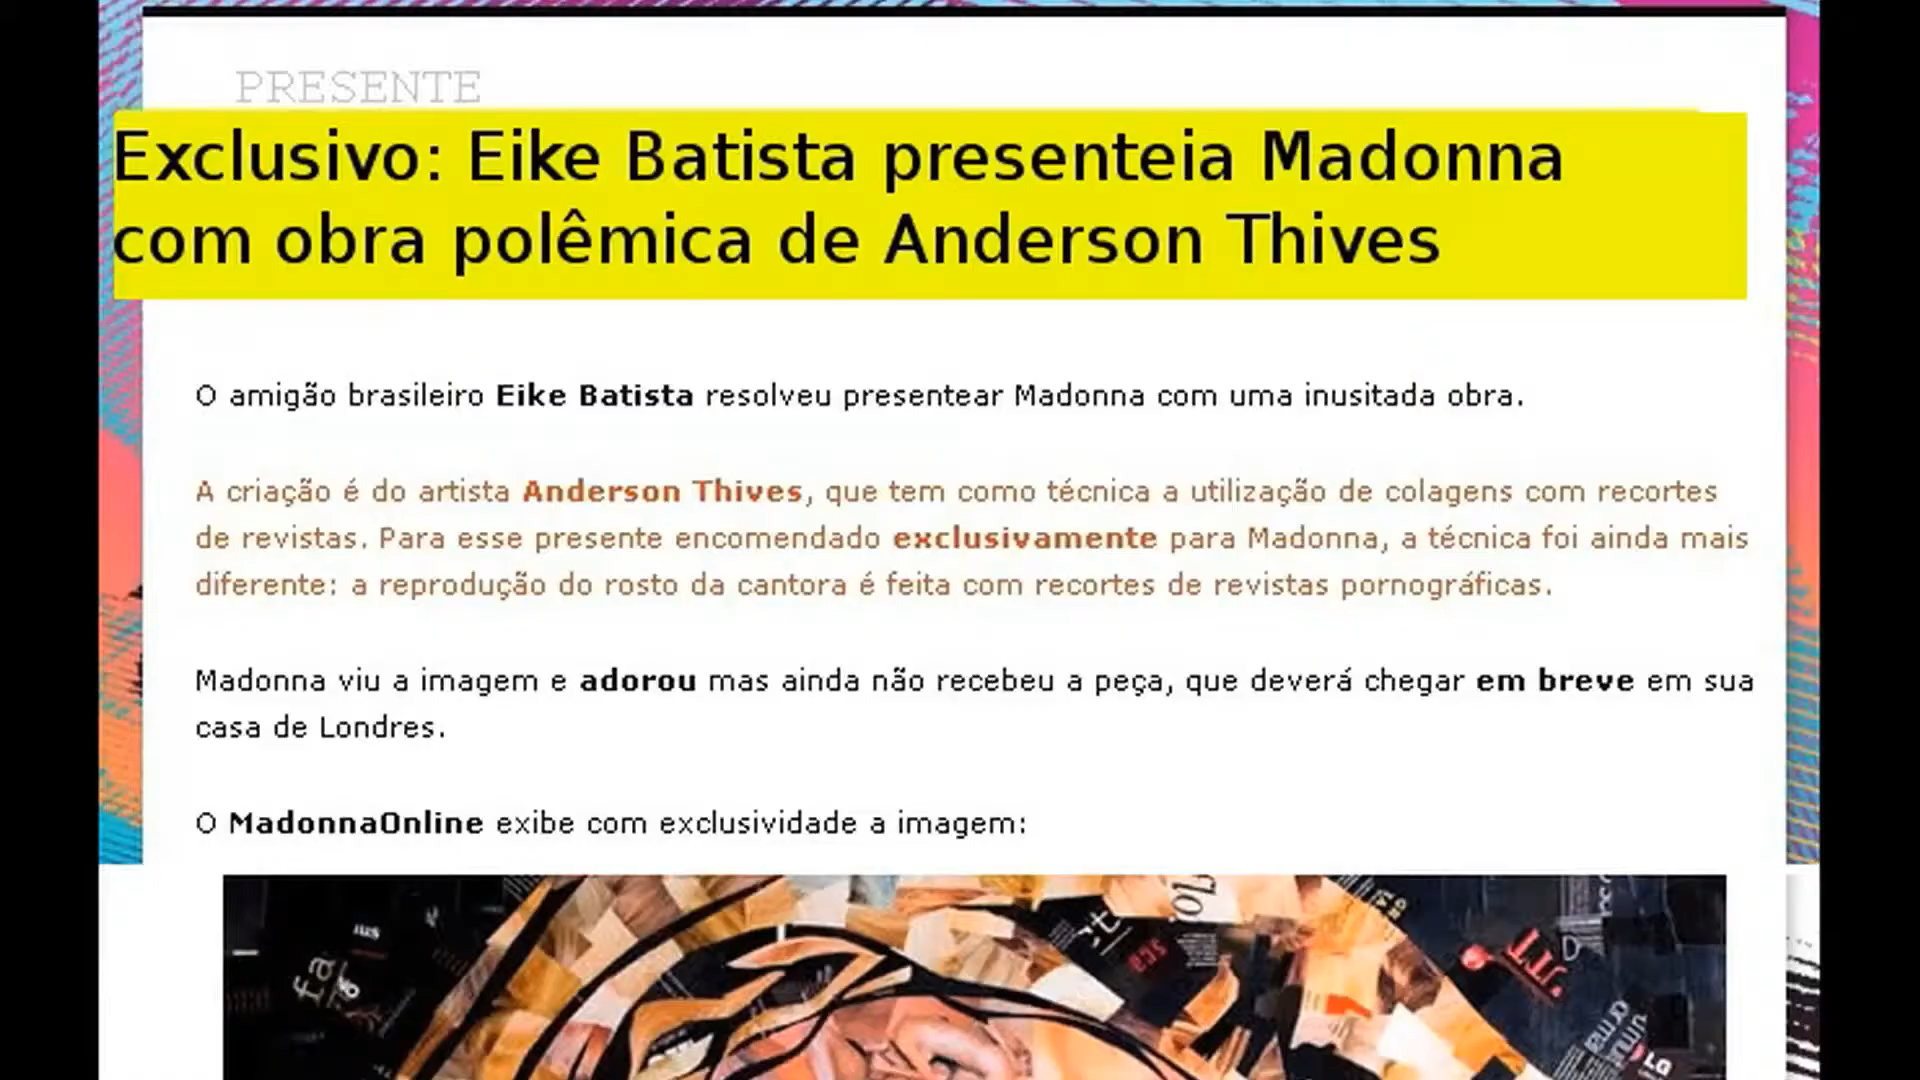 PRESENTE
Exclusivo: Eike Batista presenteia Madonna
com obra polêmica de Anderson Thives
O amigão brasileiro Eike Batista resolveu presentear Madonna com uma inusitada obra.
A criação é do artista Anderson Thives, que tem como técnica a utilização de colagens com recortes
de revistas. Para esse presente encomendado exclusivamente para Madonna, a técnica foi ainda mais
diferente: a reprodução do rosto da cantora é feita com recortes de revistas pornográficas.
Madonna viu a imagem e adorou mas ainda não recebeu a peça, que deverá chegar em breve em sua
casa de Londres.
O MadonnaOnline exibe com exclusividade a imagem: